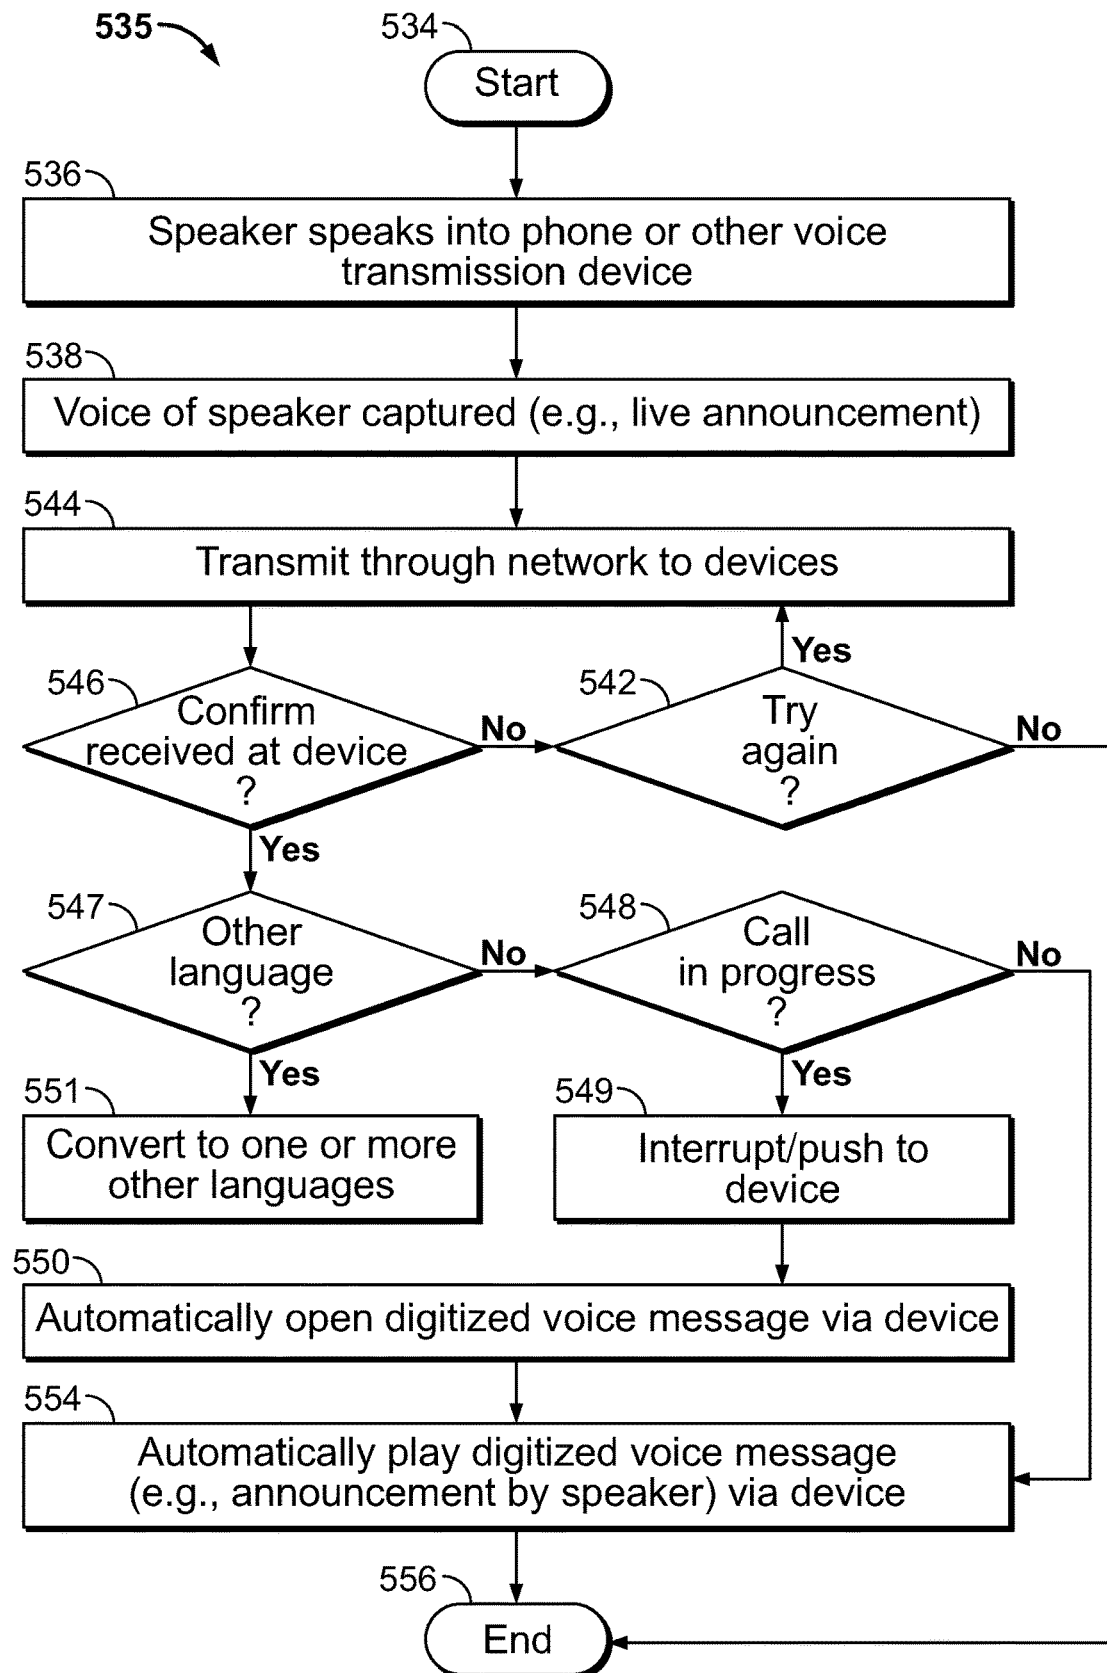 535
534
Start
536
Speaker speaks into phone or other voice
transmission device
538
Voice of speaker captured (e.g., live announcement)
544
Transmit through network to devices
Yes
546
Confirm
received at device
?
No
542
Try
again
?
No
Yes
547
Other
language
?
No
548
Call
in progress
?
No
Yes
Yes
551
Convert to one or more
other languages
549
Interrupt/push to
device
550
Automatically open digitized voice message via device
554
Automatically play digitized voice message
(e.g., announcement by speaker) via device
556
End